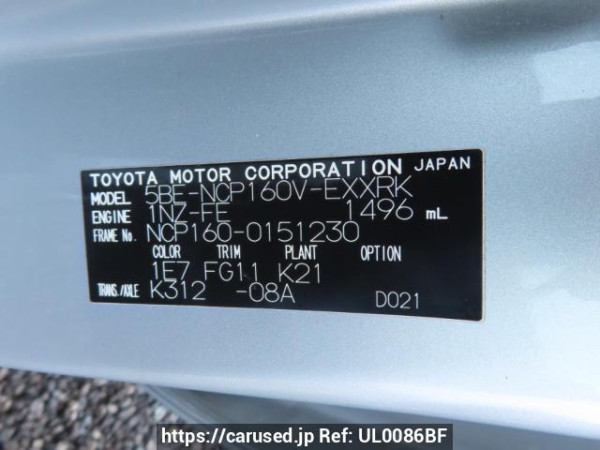 TOYOTA MOTOR CORPORATION JAPAN
MODEL 5BE-NCP160V-EXXRK
ENGINE 1NZ-FE 1496 mL
FRAME No. NCP160-0151230
COLOR TRIM PLANT OPTION
1E7 FG11 K21
TRANS./AXLE K312 -08A D021
https://carused.jp Ref: UL0086BF